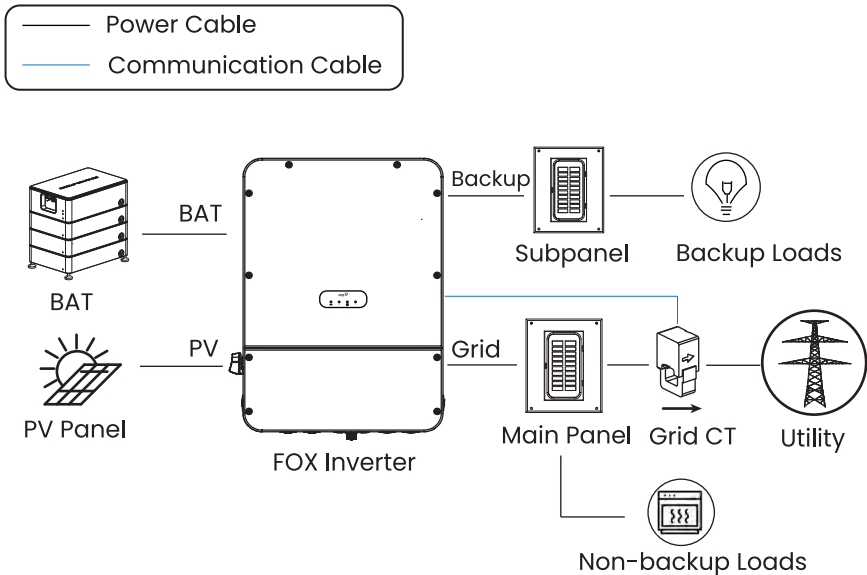 Power Cable
Communication Cable
BAT
BAT
PV
PV Panel
FOX Inverter
Backup
Subpanel
Backup Loads
Grid
Main Panel
Grid CT
Utility
Non-backup Loads